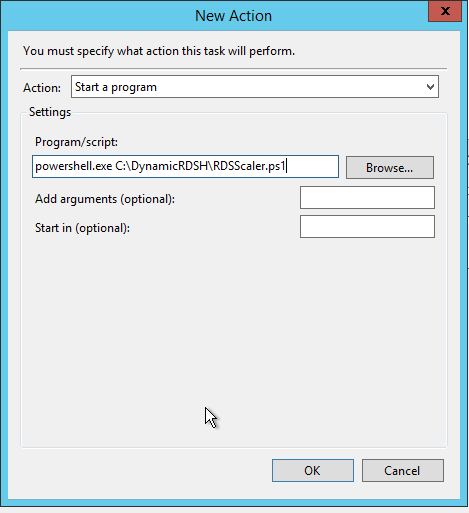 New Action
x
You must specify what action this task will perform.
Action: Start a program
Settings
Program/script:
powershell.exe C:\DynamicRDSH\RDSScaler.ps1 Browse...
Add arguments (optional):
Start in (optional):
OK Cancel